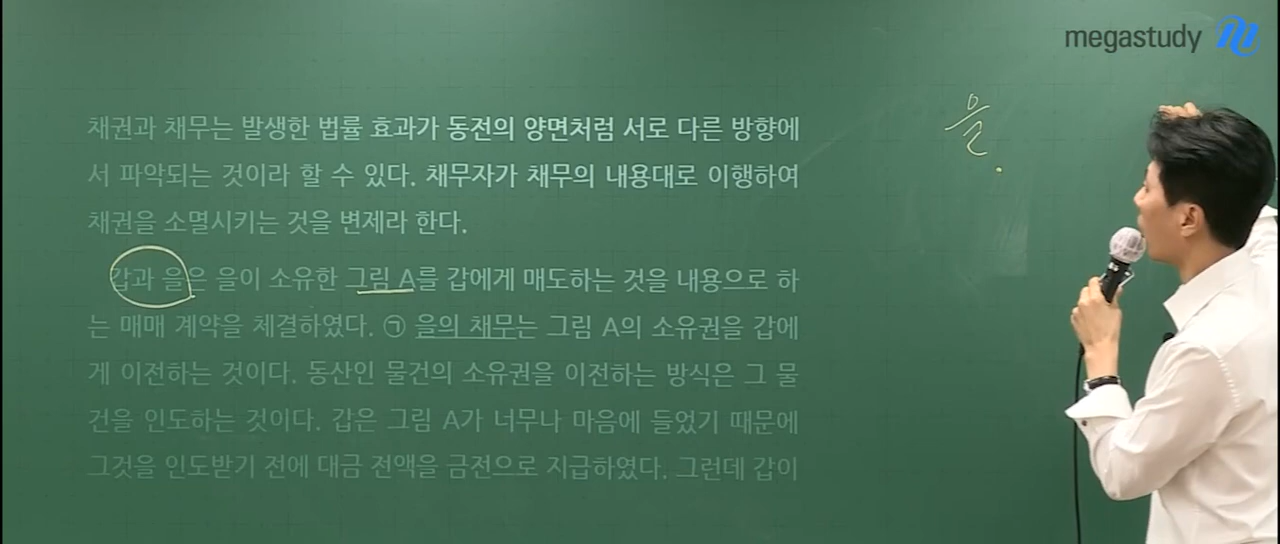 megastudy
을
채권과 채무는 발생한 법률 효과가 동전의 양면처럼 서로 다른 방향에
서 파악되는 것이라 할 수 있다. 채무자가 채무의 내용대로 이행하여
채권을 소멸시키는 것을 변제라 한다.
갑과 을은 을이 소유한 그림 A를 갑에게 매도하는 것을 내용으로 하
는 매매 계약을 체결하였다. ㉠ 을의 채무는 그림 A의 소유권을 갑에
게 이전하는 것이다. 동산인 물건의 소유권을 이전하는 방식은 그 물
건을 인도하는 것이다. 갑은 그림 A가 너무나 마음에 들었기 때문에
그것을 인도받기 전에 대금 전액을 금전으로 지급하였다. 그런데 갑이